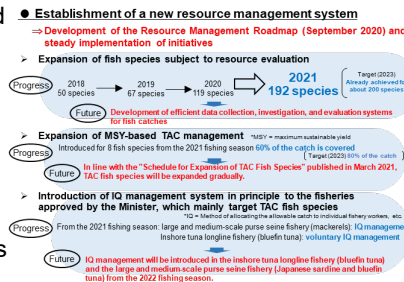 ● Establishment of a new resource management system
⇒ Development of the Resource Management Roadmap (September 2020) and
steady implementation of initiatives
➤ Expansion of fish species subject to resource evaluation
Progress
2018
50 species
2019
67 species
2020
119 species
2021
192 species
Target (2023)
Already achieved
about 200 species
Future
Development of efficient data collection, investigation, and evaluation systems
for fish catches
➤ Expansion of MSY-based TAC management *MSY = maximum sustainable yield
Progress
Introduced for 8 fish species from the 2021 fishing season 60% of the catch is covered
Target (2023) 80% of the catch
Future
In line with the "Schedule for Expansion of TAC Fish Species" published in March 2021,
TAC fish species will be expanded gradually.
➤ Introduction of IQ management system in principle to the fisheries
approved by the Minister, which mainly target TAC fish species
*IQ = Method of allocating the allowable catch to individual fishery workers, etc.
Progress
From the 2021 fishing season: large and medium-scale purse seine fishery (mackerels): IQ
Inshore tuna longline fishery (bluefin tuna): voluntary IQ management
Future
IQ management will be introduced in the inshore tuna longline fishery (bluefin tuna)
and the large and medium-scale purse seine fishery (Japanese sardine and bluefin
tuna) from the 2022 fishing season.